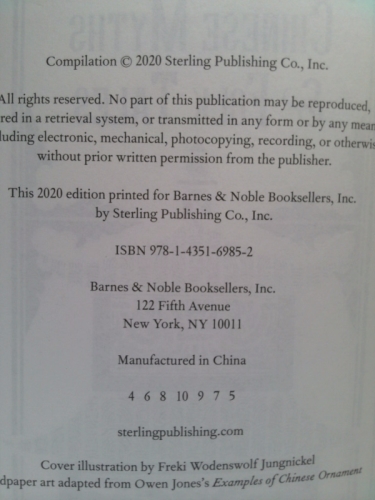 Compilation © 2020 Sterling Publishing Co., Inc.
All rights reserved. No part of this publication may be reproduced,
red in a retrieval system, or transmitted in any form or by any mean
luding electronic, mechanical, photocopying, recording, or otherwis
without prior written permission from the publisher.
This 2020 edition printed for Barnes & Noble Booksellers, Inc.
by Sterling Publishing Co., Inc.
ISBN 978-1-4351-6985-2
Barnes & Noble Booksellers, Inc.
122 Fifth Avenue
New York, NY 10011
Manufactured in China
4 6 8 10 9 7 5
sterlingpublishing.com
Cover illustration by Freki Wodenswolf Jungnickel
dpaper art adapted from Owen Jones's Examples of Chinese Ornament